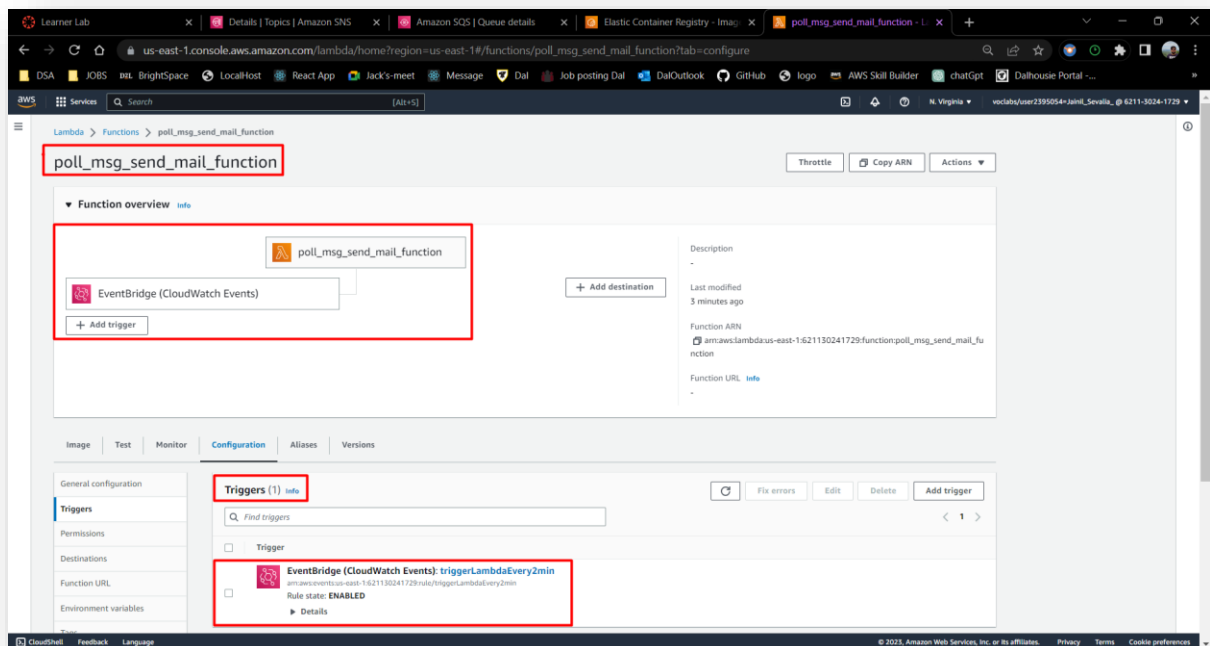 Learner Lab
Details | Topics | Amazon SNS
Amazon SQS | Queue details
Elastic Container Registry - Imag
poll_msg_send_mail_function - L
us-east-1.console.aws.amazon.com/lambda/home?region=us-east-1#/functions/poll_msg_send_mail_function?tab=configure
DSA JOBS BrightSpace LocalHost React App Jack's-meet Message Dal Job posting Dal DalOutlook GitHub logo AWS Skill Builder chatGpt Dalhousie Portal -...
aws Services Search [Alt+S] N. Virginia voclabs/user2395054=Jainil_Sevalia_ @ 6211-3024-1729
Lambda > Functions > poll_msg_send_mail_function
poll_msg_send_mail_function
Throttle Copy ARN Actions
Function overview Info
poll_msg_send_mail_function
EventBridge (CloudWatch Events)
+ Add trigger
+ Add destination
Description
-
Last modified
3 minutes ago
Function ARN
arn:aws:lambda:us-east-1:621130241729:function:poll_msg_send_mail_fu
nction
Function URL Info
-
Image Test Monitor Configuration Aliases Versions
General configuration
Triggers
Permissions
Destinations
Function URL
Environment variables
Triggers (1) Info
Fix errors Edit Delete Add trigger
Find triggers
< 1 >
Trigger
EventBridge (CloudWatch Events): triggerLambdaEvery2min
arn:aws:events:us-east-1:621130241729:rule/triggerLambdaEvery2min
Rule state: ENABLED
Details
CloudShell Feedback Language © 2023, Amazon Web Services, Inc. or its affiliates. Privacy Terms Cookie preferences